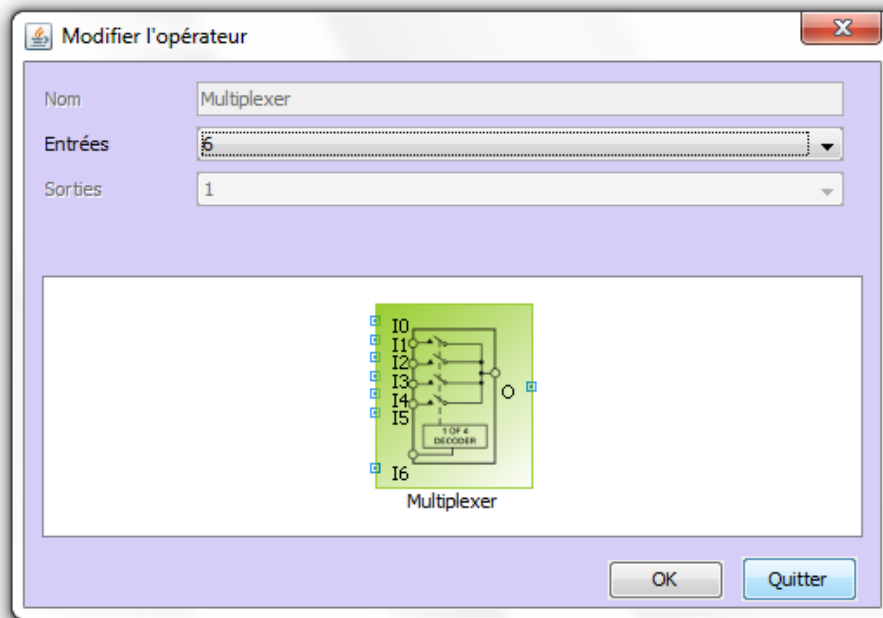 Modifier l'opérateur
Nom
Multiplexer
Entrées
6
Sorties
1
I0
I1
I2
I3
I4
I5
I6
O
1 OF 4
DECODER
Multiplexer
OK
Quitter